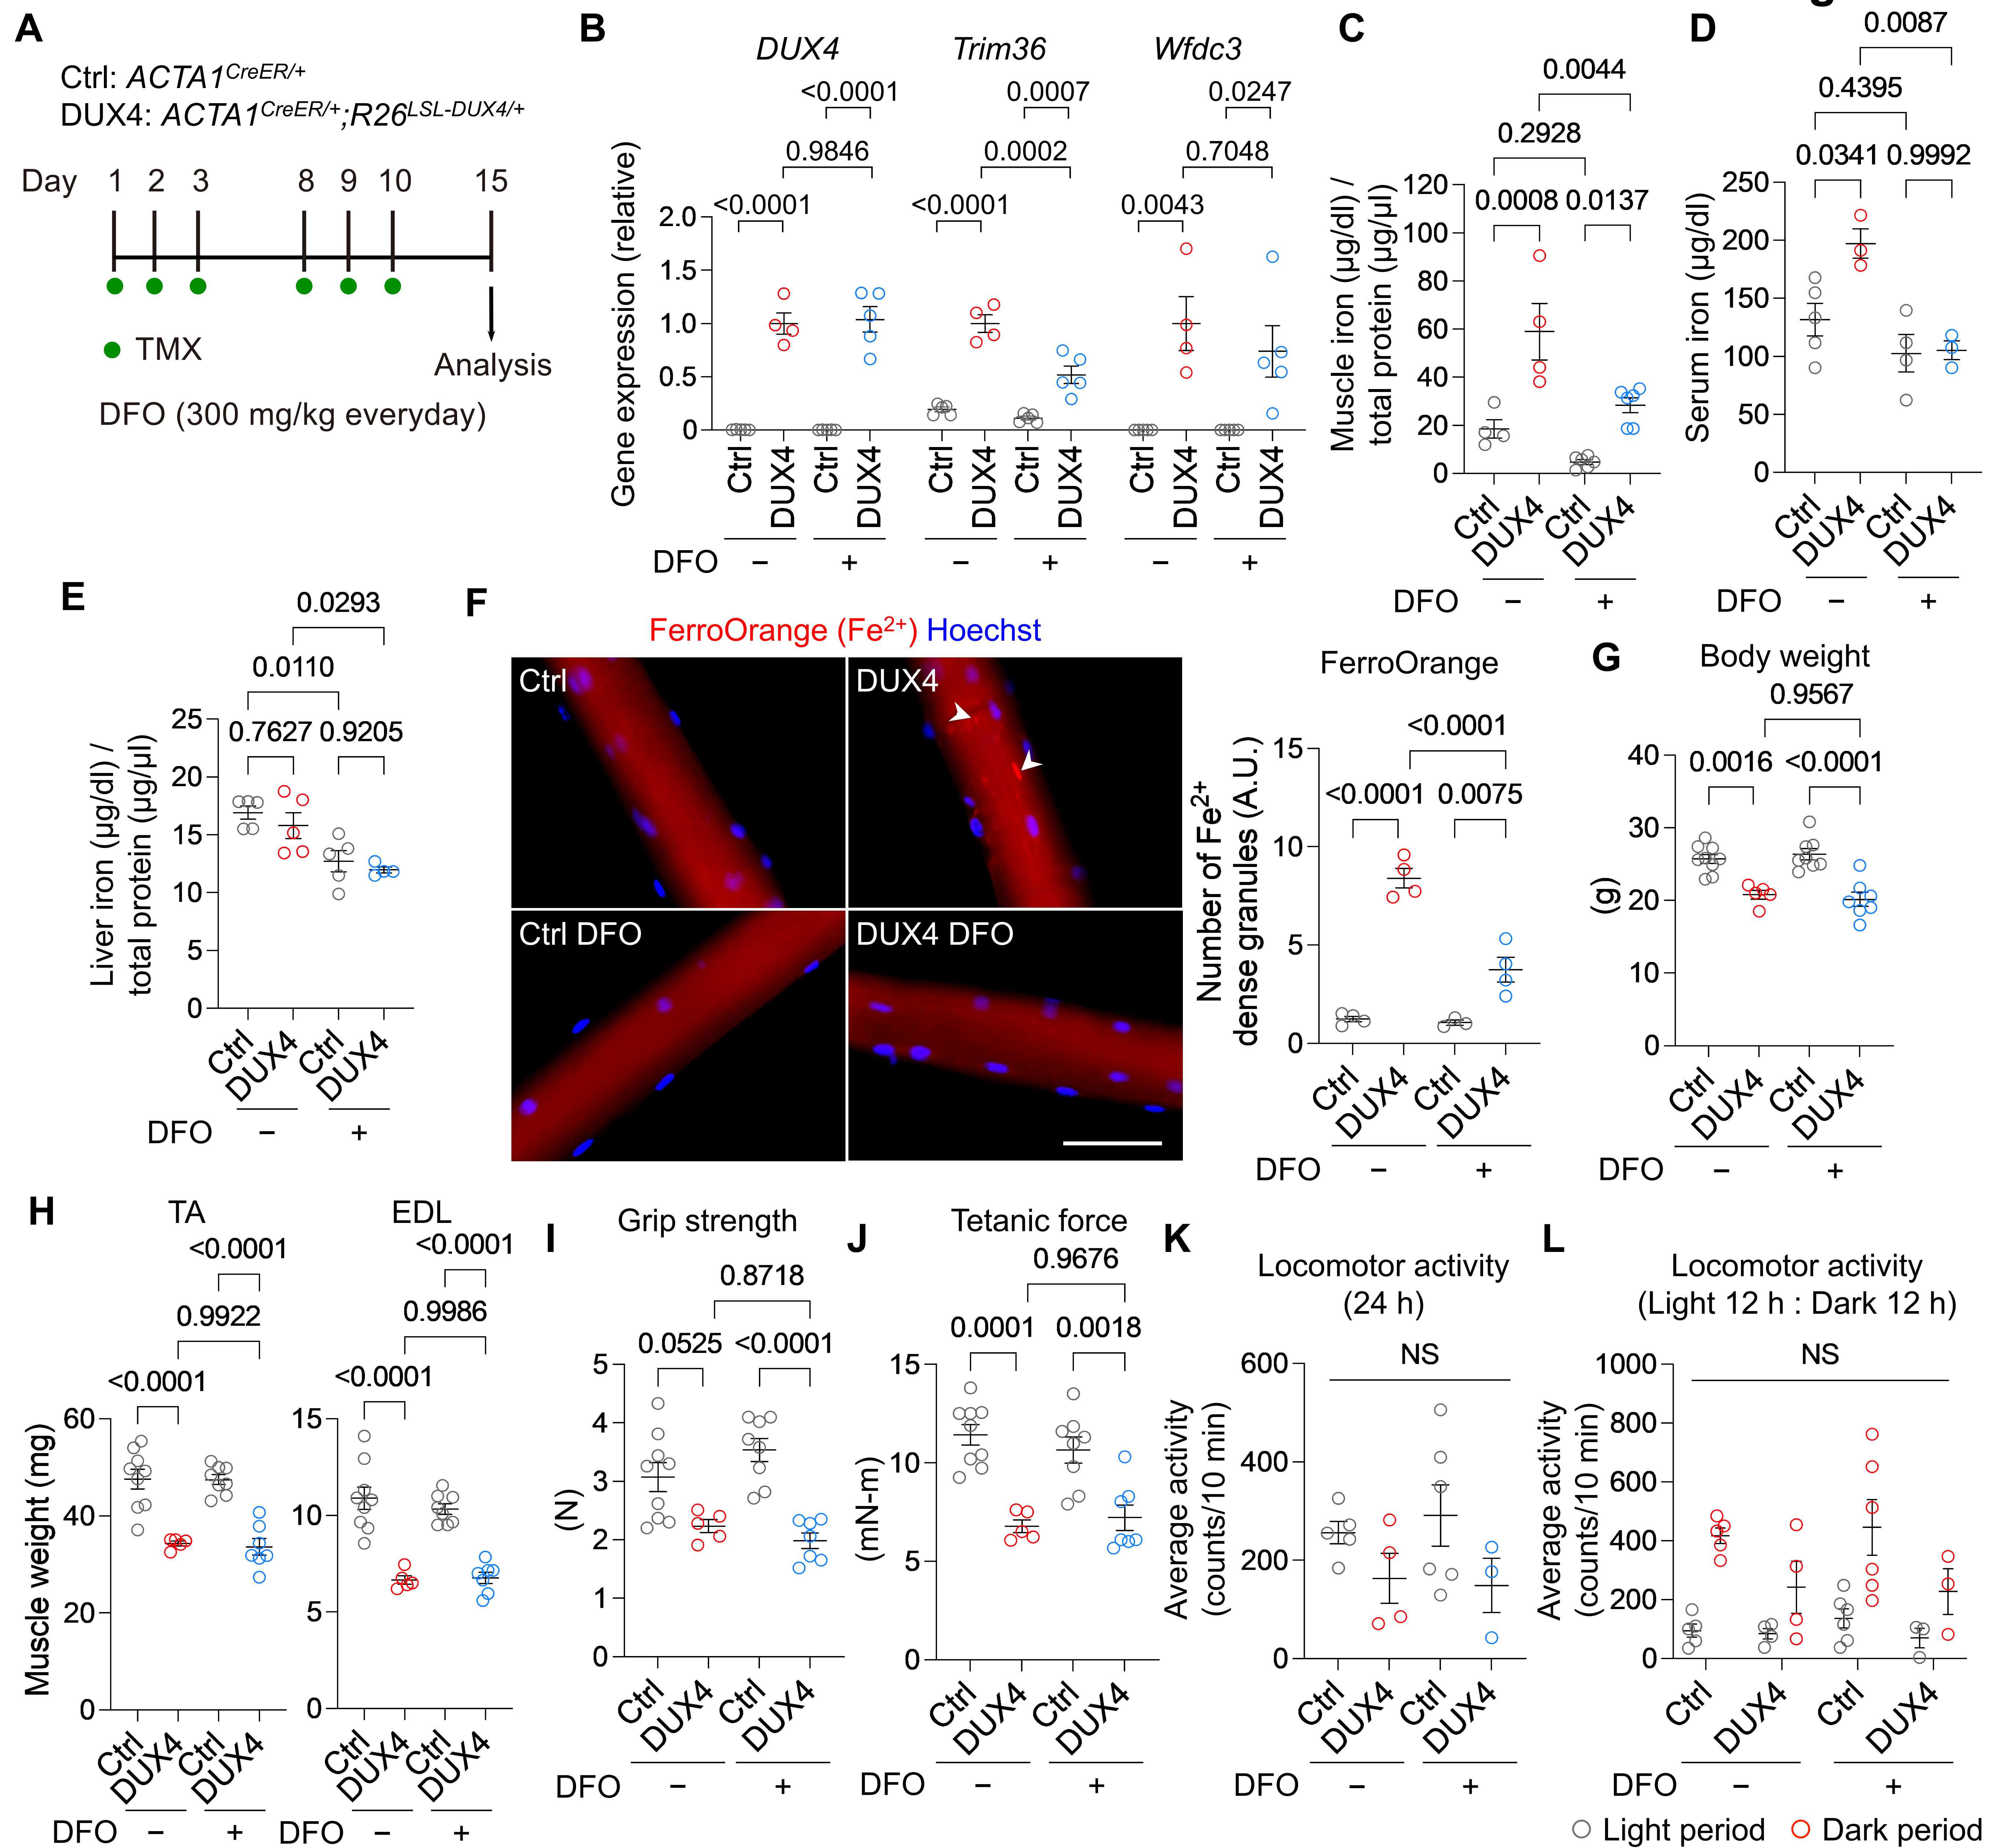 A
Ctrl: ACTA1CreER/+
DUX4: ACTA1CreER/+;R26LSL-DUX4/+
Day 1 2 3 8 9 10 15
TMX
Analysis
DFO (300 mg/kg everyday)
B
DUX4 Trim36 Wfdc3
<0.0001 0.0007 0.0247
0.9846 0.0002 0.7048
<0.0001 <0.0001 0.0043
Gene expression (relative)
2.0
1.5
1.0
0.5
0
Ctrl DUX4 Ctrl DUX4 Ctrl DUX4 Ctrl DUX4 Ctrl DUX4 Ctrl DUX4
DFO − + − + − +
C
0.0044
0.2928
0.0008 0.0137
Muscle iron (µg/dl) /
total protein (µg/µl)
120
100
80
60
40
20
0
Ctrl DUX4 Ctrl DUX4
DFO − +
D
0.0087
0.4395
0.0341 0.9992
Serum iron (µg/dl)
250
200
150
100
50
0
Ctrl DUX4 Ctrl DUX4
DFO − +
E
0.0293
0.0110
0.7627 0.9205
Liver iron (µg/dl) /
total protein (µg/µl)
25
20
15
10
5
0
Ctrl DUX4 Ctrl DUX4
DFO − +
F
FerroOrange (Fe2+) Hoechst
Ctrl
DUX4
Ctrl DFO
DUX4 DFO
FerroOrange
<0.0001
<0.0001 0.0075
Number of Fe2+
dense granules (A.U.)
15
10
5
0
Ctrl DUX4 Ctrl DUX4
DFO − +
G
Body weight
0.9567
0.0016 <0.0001
(g)
40
30
20
10
0
Ctrl DUX4 Ctrl DUX4
DFO − +
H
TA
<0.0001
0.9922
<0.0001
Muscle weight (mg)
60
40
20
0
Ctrl DUX4 Ctrl DUX4
DFO − +
EDL
<0.0001
0.9986
<0.0001
15
10
5
0
Ctrl DUX4 Ctrl DUX4
DFO − +
I
Grip strength
0.8718
0.0525 <0.0001
(N)
5
4
3
2
1
0
Ctrl DUX4 Ctrl DUX4
DFO − +
J
Tetanic force
0.9676
0.0001 0.0018
(mN-m)
15
10
5
0
Ctrl DUX4 Ctrl DUX4
DFO − +
K
Locomotor activity
(24 h)
NS
Average activity
(counts/10 min)
600
400
200
0
Ctrl DUX4 Ctrl DUX4
DFO − +
L
Locomotor activity
(Light 12 h : Dark 12 h)
NS
Average activity
(counts/10 min)
1000
800
600
400
200
0
Ctrl DUX4 Ctrl DUX4
DFO − +
Light period Dark period